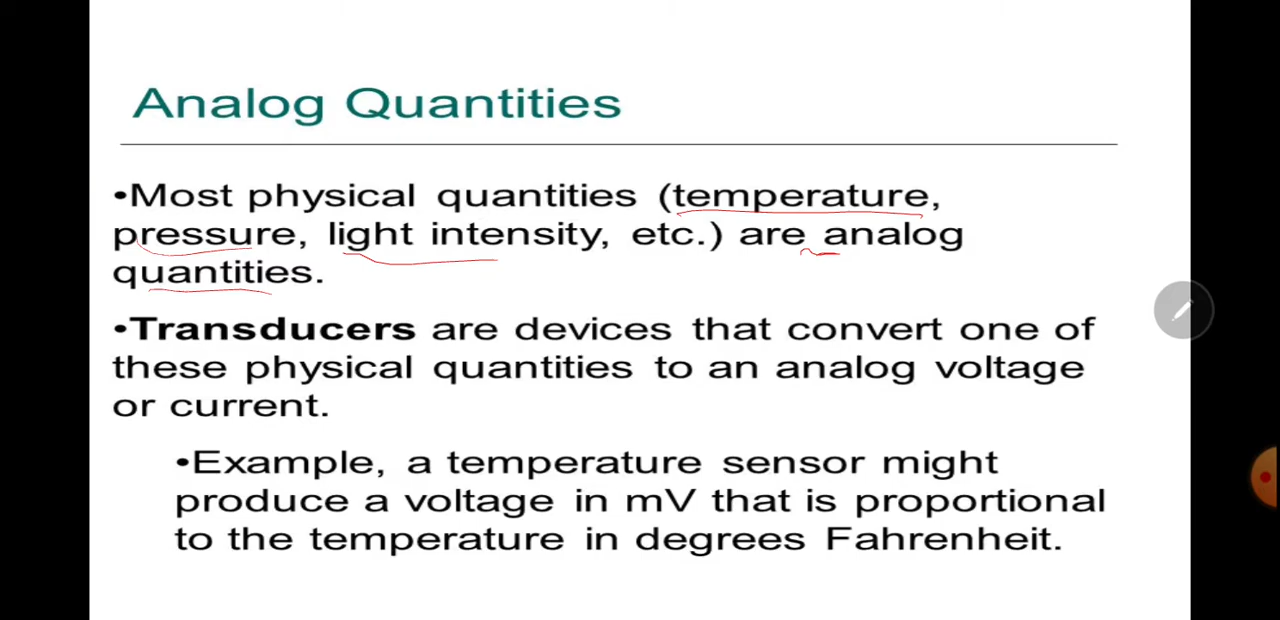 Analog Quantities
•Most physical quantities (temperature,
pressure, light intensity, etc.) are analog
quantities.
•Transducers are devices that convert one of
these physical quantities to an analog voltage
or current.
•Example, a temperature sensor might
produce a voltage in mV that is proportional
to the temperature in degrees Fahrenheit.